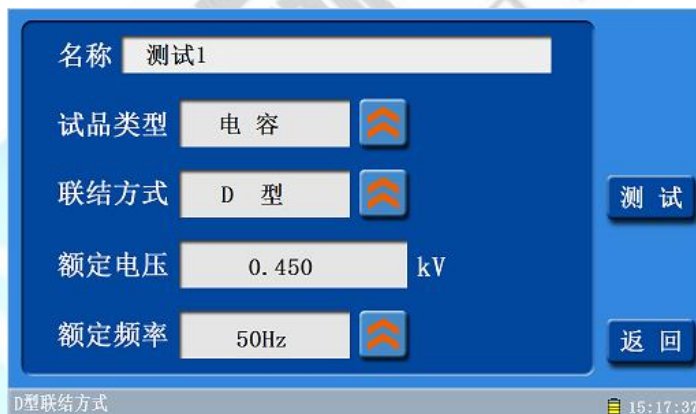 名称 测试1
试品类型 电 容
联结方式 D 型
测 试
额定电压 0.450 kV
额定频率 50Hz
返 回
D型联结方式 15:17:37